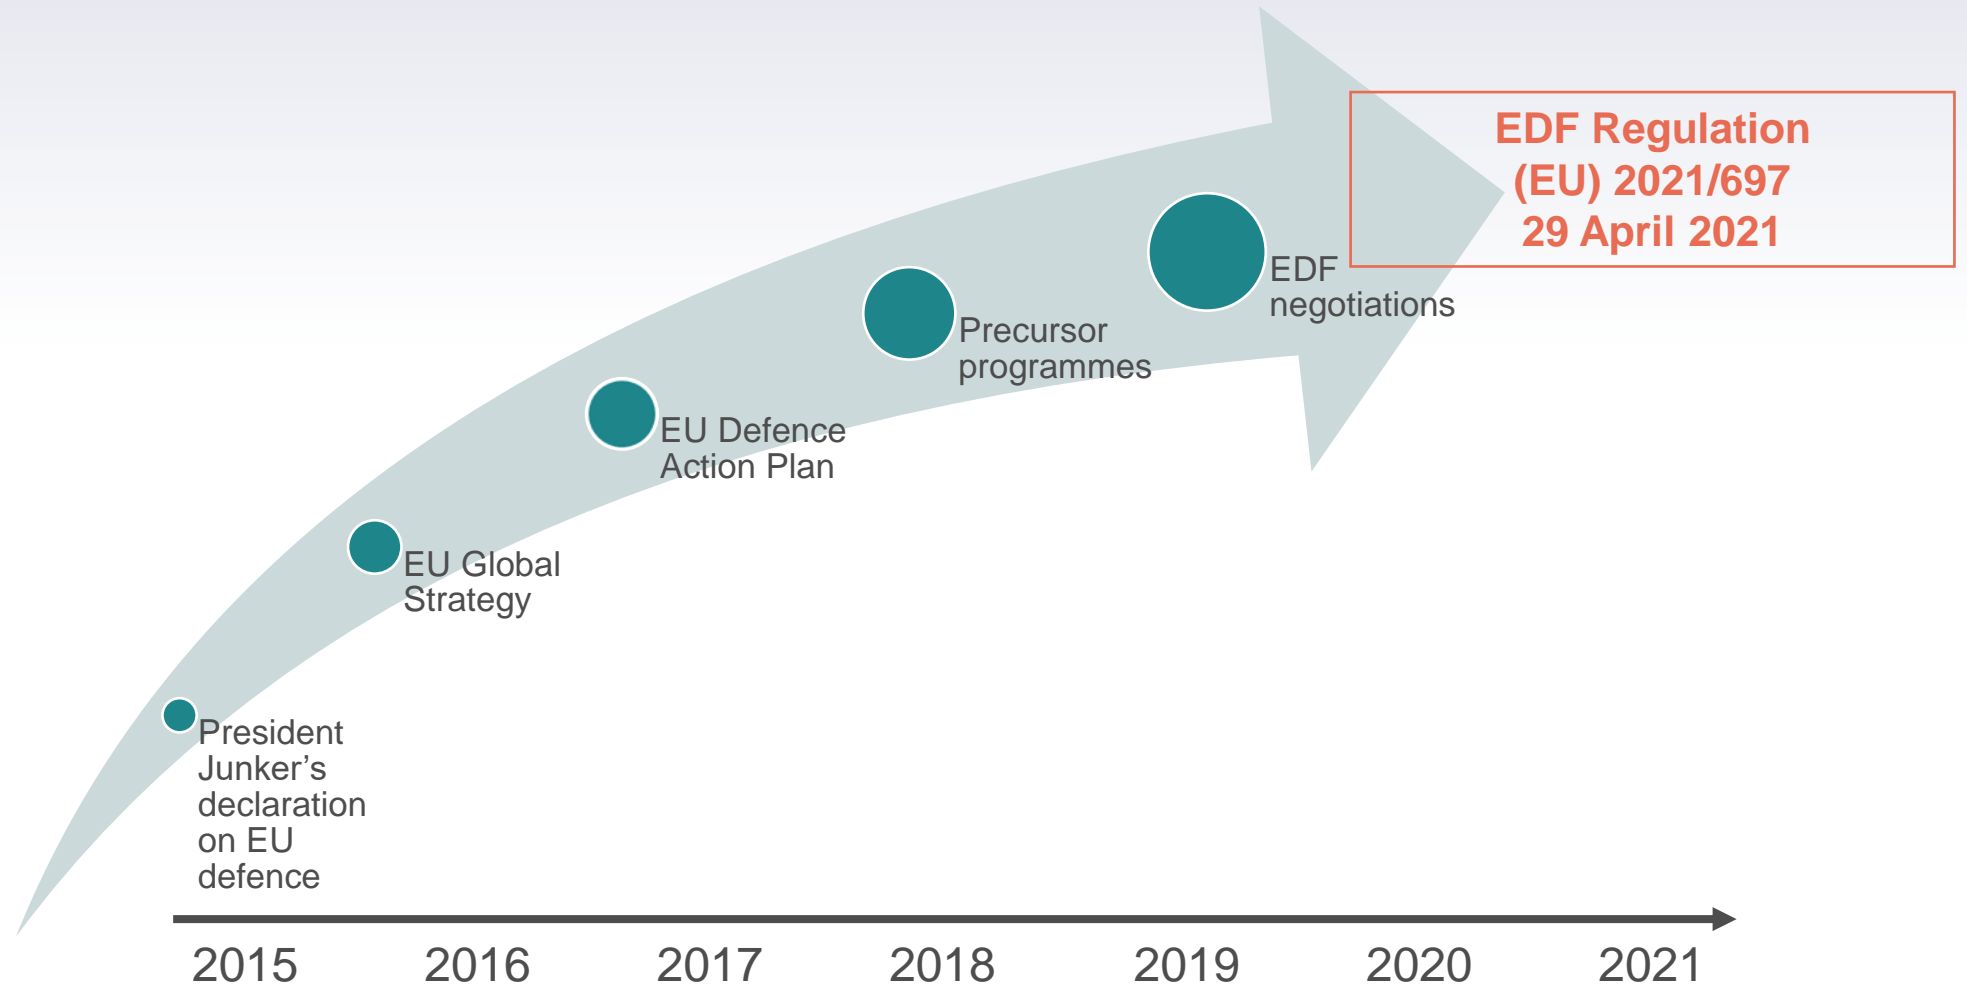 EDF Regulation
(EU) 2021/697
29 April 2021
EDF
negotiations
Precursor
programmes
EU Defence
Action Plan
EU Global
Strategy
President
Junker’s
declaration
on EU
defence
2015 2016 2017 2018 2019 2020 2021